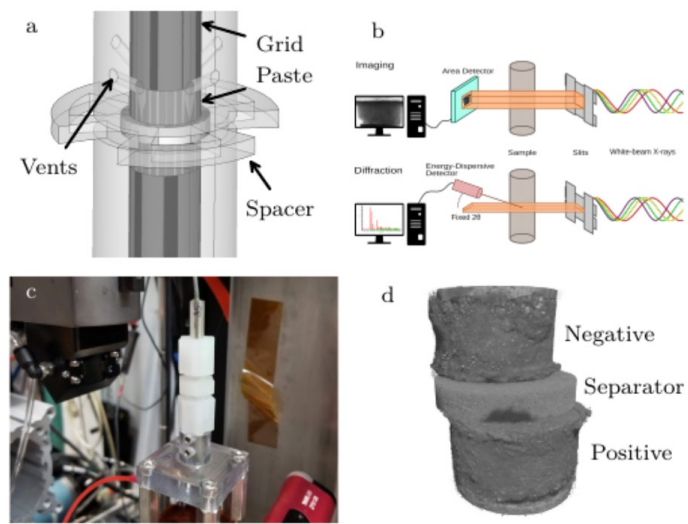 a
Grid
Paste
Vents
Spacer
b
Imaging
Area Detector
Sample
Slits
White-beam X-rays
Diffraction
Energy-Dispersive
Detector
Fixed 2θ
c
d
Negative
Separator
Positive